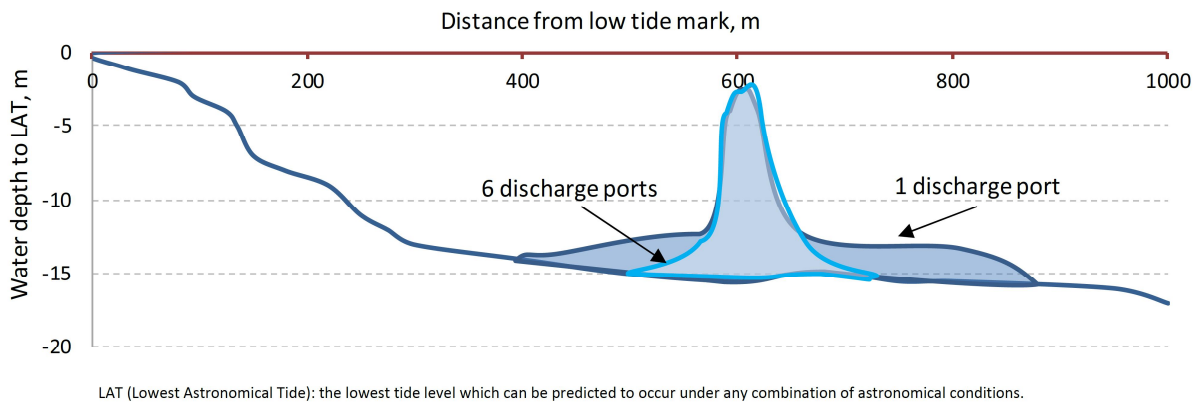 Distance from low tide mark, m
0
0 200 400 600 800 1000
Water depth to LAT, m
-5
-10
-15
-20
6 discharge ports
1 discharge port
LAT (Lowest Astronomical Tide): the lowest tide level which can be predicted to occur under any combination of astronomical conditions.